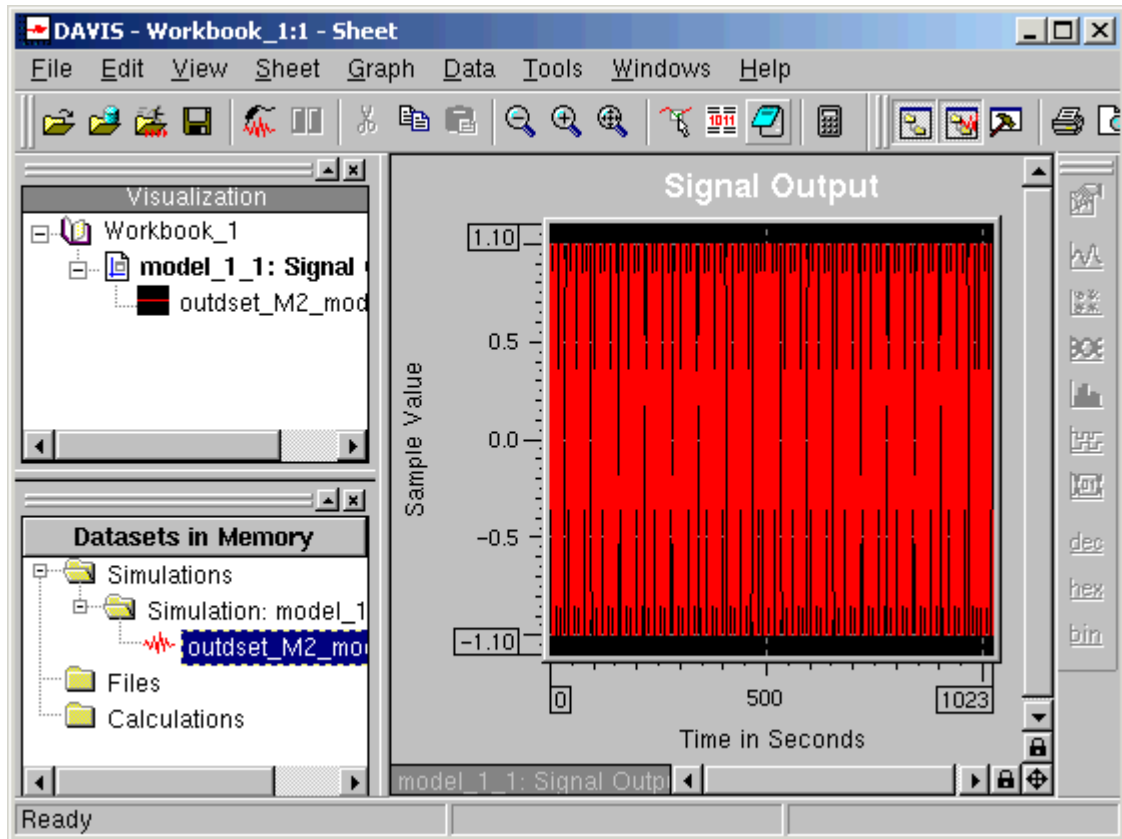 DAVIS - Workbook_1:1 - Sheet
File Edit View Sheet Graph Data Tools Windows Help
1011
Visualization
Workbook_1
model_1_1: Signal
outdset_M2_mod
Datasets in Memory
Simulations
Simulation: model_1
outdset_M2_mo
Files
Calculations
Signal Output
1.10
0.5
0.0
-0.5
-1.10
Sample Value
0
500
1023
Time in Seconds
model_1_1: Signal Outp
dec
hex
bin
Ready